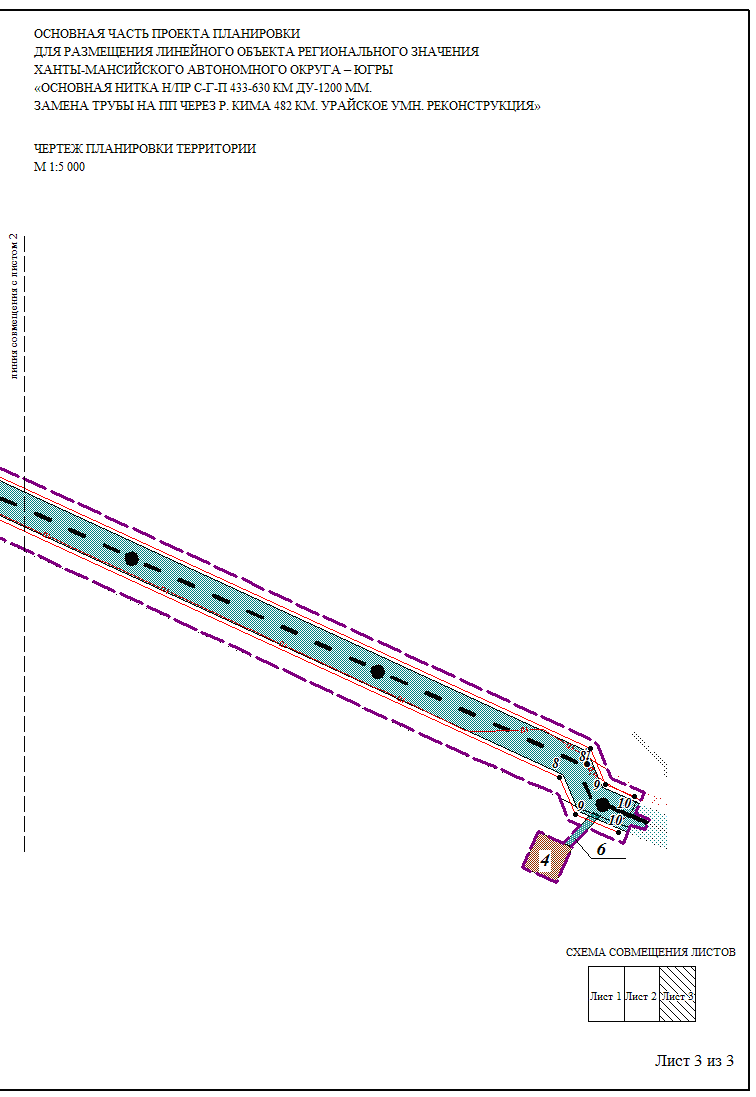 ОСНОВНАЯ ЧАСТЬ ПРОЕКТА ПЛАНИРОВКИ
ДЛЯ РАЗМЕЩЕНИЯ ЛИНЕЙНОГО ОБЪЕКТА РЕГИОНАЛЬНОГО ЗНАЧЕНИЯ
ХАНТЫ-МАНСИЙСКОГО АВТОНОМНОГО ОКРУГА – ЮГРЫ
«ОСНОВНАЯ НИТКА Н/ПР С-Г-П 433-630 КМ ДУ-1200 ММ.
ЗАМЕНА ТРУБЫ НА ПП ЧЕРЕЗ Р. КИМА 482 КМ. УРАЙСКОЕ УМН. РЕКОНСТРУКЦИЯ»
ЧЕРТЕЖ ПЛАНИРОВКИ ТЕРРИТОРИИ
М 1:5 000
линия совмещения с листом 2
8
8
9
10
9
10
6
4
СХЕМА СОВМЕЩЕНИЯ ЛИСТОВ
Лист 1 Лист 2 Лист 3
Лист 3 из 3